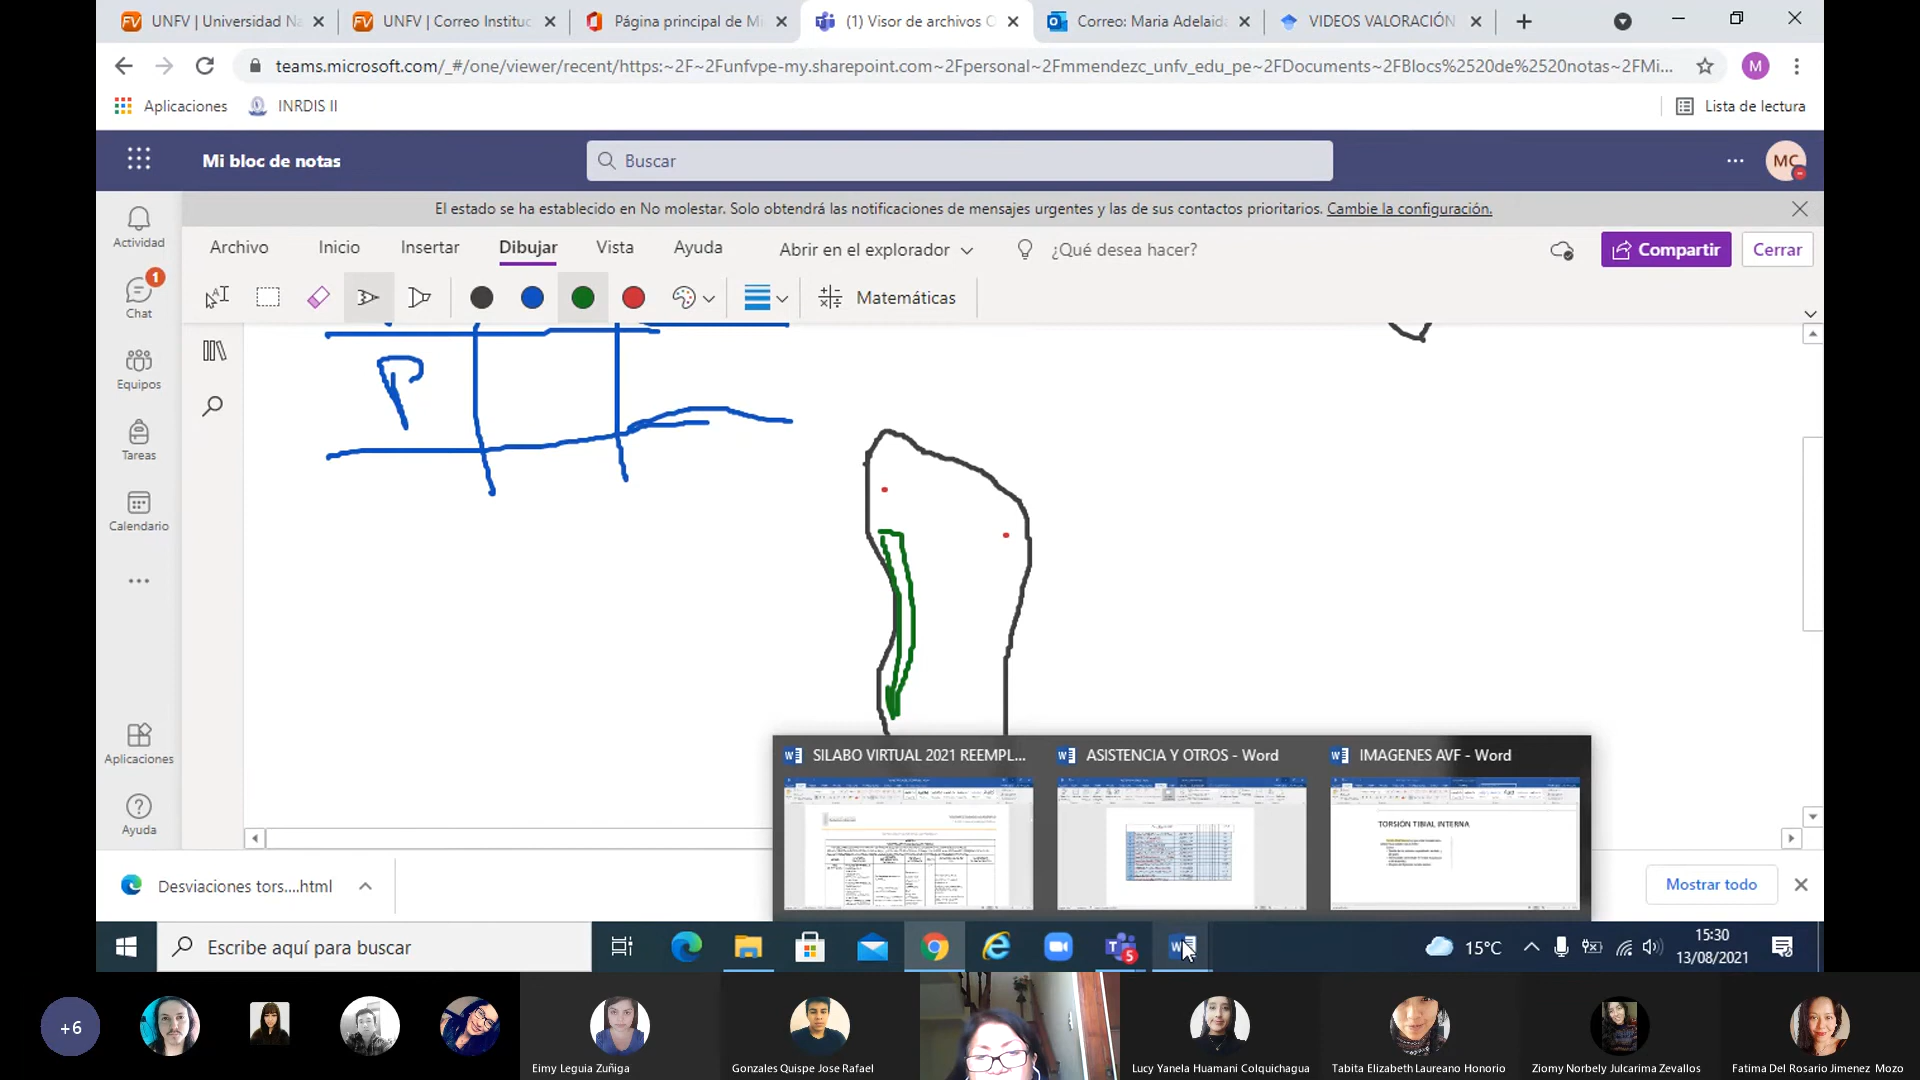 UNFV | Universidad Na
UNFV | Correo Instituc
Página principal de Mi
(1) Visor de archivos O
Correo: Maria Adelaida
VIDEOS VALORACIÓN
teams.microsoft.com/_#/one/viewer/recent/https:~2F~2Funfvpe-my.sharepoint.com~2Fpersonal~2Fmmendezc_unfv_edu_pe~2FDocuments~2FBlocs%2520de%2520notas~2FMi...
M
Aplicaciones
INRDIS II
Lista de lectura
Mi bloc de notas
Buscar
MC
El estado se ha establecido en No molestar. Solo obtendrá las notificaciones de mensajes urgentes y las de sus contactos prioritarios. Cambie la configuración.
Actividad
Archivo Inicio Insertar Dibujar Vista Ayuda Abrir en el explorador ¿Qué desea hacer? Compartir Cerrar
1
Chat
Matemáticas
Equipos
P
Tareas
Calendario
Aplicaciones
Ayuda
SILABO VIRTUAL 2021 REEMPL...
ASISTENCIA Y OTROS - Word
IMAGENES AVF - Word
TORSIÓN TIBIAL INTERNA
Desviaciones tors....html
Mostrar todo
Escribe aquí para buscar
5
15°C
15:30
13/08/2021
+6
Eimy Leguia Zuñiga
Gonzales Quispe Jose Rafael
Lucy Yanela Huamani Colquichagua
Tabita Elizabeth Laureano Honorio
Ziomy Norbely Julcarima Zevallos
Fatima Del Rosario Jimenez Mozo